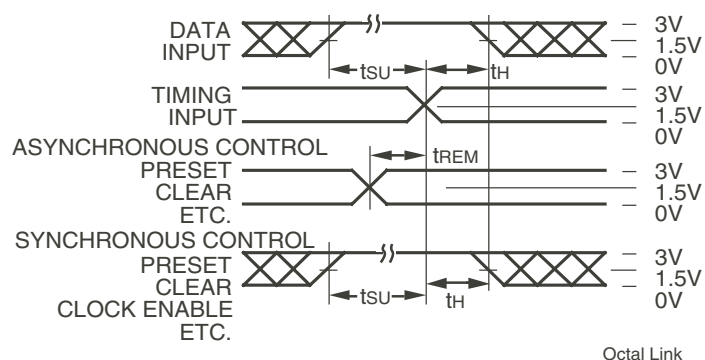 DATA
INPUT
tSU
tH
3V
1.5V
0V
TIMING
INPUT
3V
1.5V
0V
ASYNCHRONOUS CONTROL
tREM
PRESET
CLEAR
ETC.
3V
1.5V
0V
SYNCHRONOUS CONTROL
PRESET
CLEAR
CLOCK ENABLE
ETC.
tSU
tH
3V
1.5V
0V
Octal Link